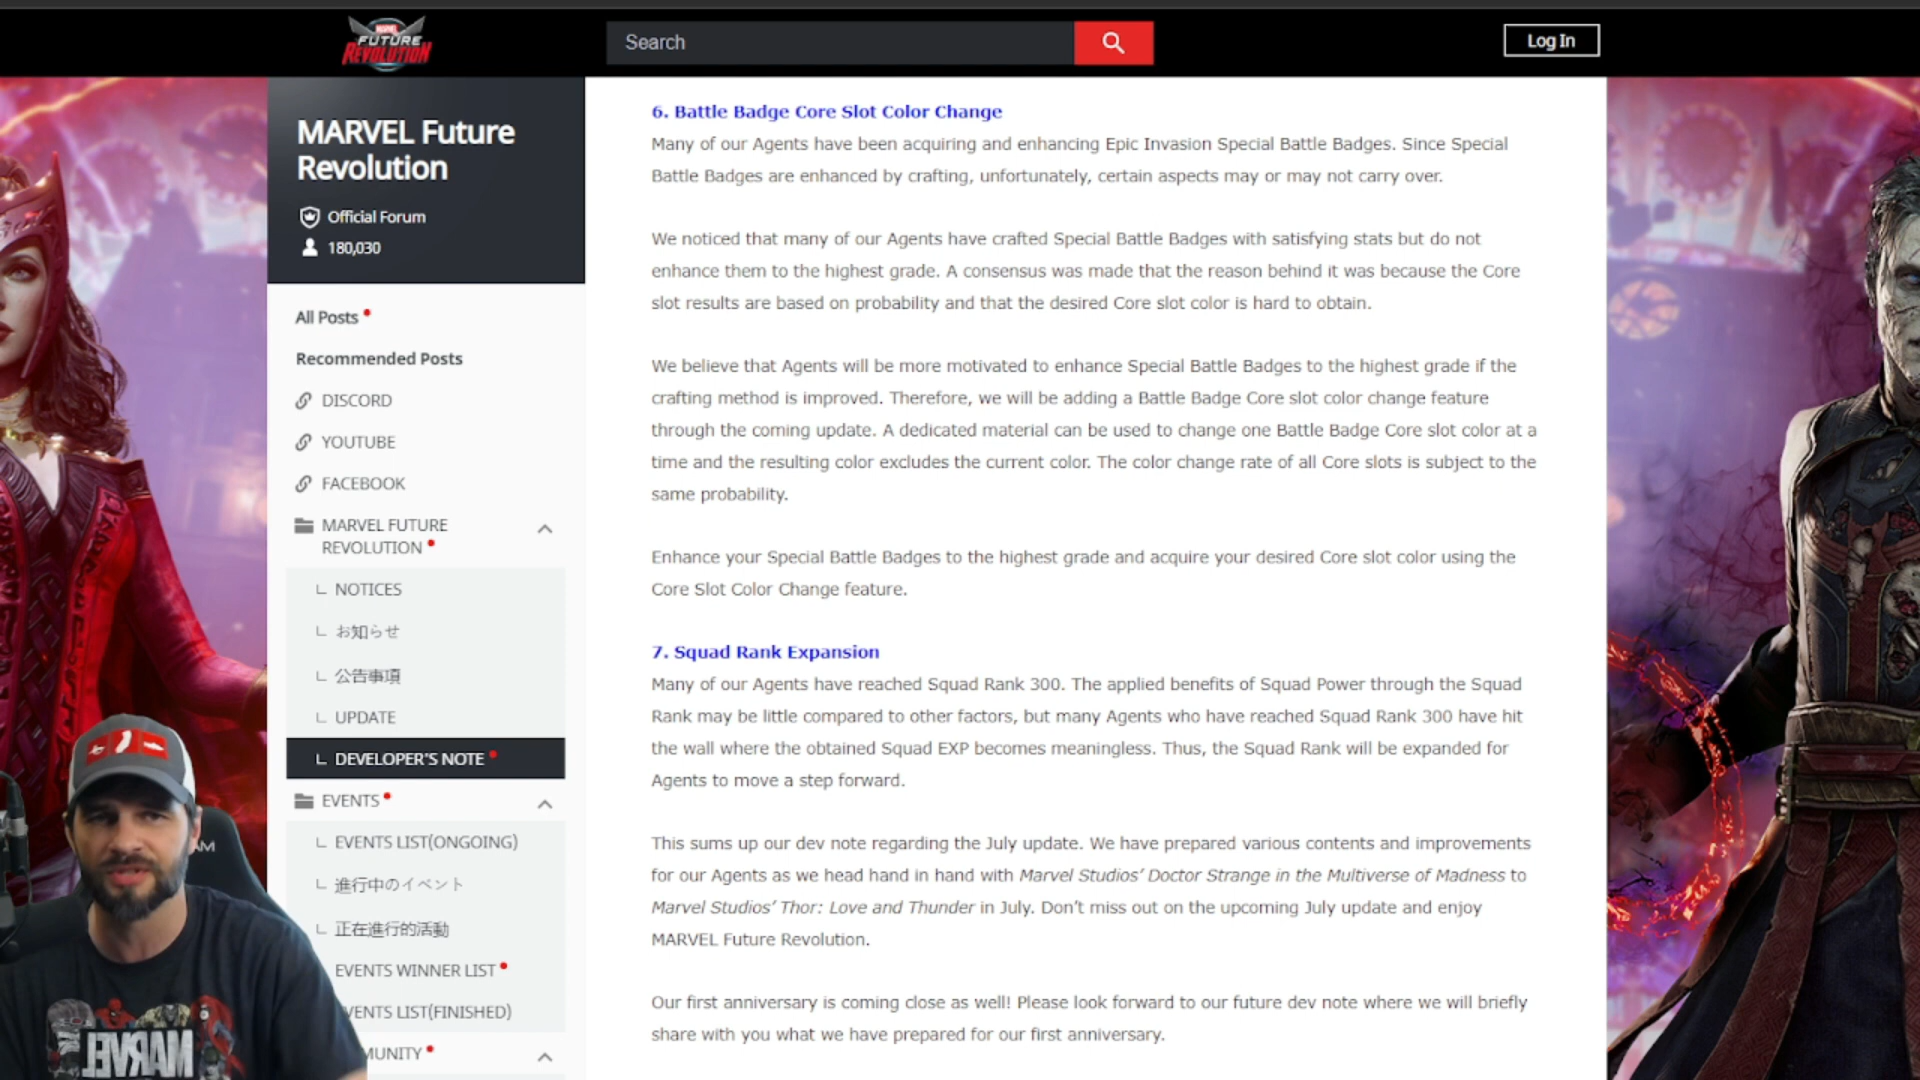 MARVEL
FUTURE
REVOLUTION
Search
Log In
MARVEL Future
Revolution
Official Forum
180,030
All Posts
Recommended Posts
DISCORD
YOUTUBE
FACEBOOK
MARVEL FUTURE
REVOLUTION
NOTICES
お知らせ
公告事項
UPDATE
DEVELOPER'S NOTE
EVENTS
EVENTS LIST(ONGOING)
進行中のイベント
正在進行的活動
EVENTS WINNER LIST
VENTS LIST(FINISHED)
MUNITY
6. Battle Badge Core Slot Color Change
Many of our Agents have been acquiring and enhancing Epic Invasion Special Battle Badges. Since Special
Battle Badges are enhanced by crafting, unfortunately, certain aspects may or may not carry over.
We noticed that many of our Agents have crafted Special Battle Badges with satisfying stats but do not
enhance them to the highest grade. A consensus was made that the reason behind it was because the Core
slot results are based on probability and that the desired Core slot color is hard to obtain.
We believe that Agents will be more motivated to enhance Special Battle Badges to the highest grade if the
crafting method is improved. Therefore, we will be adding a Battle Badge Core slot color change feature
through the coming update. A dedicated material can be used to change one Battle Badge Core slot color at a
time and the resulting color excludes the current color. The color change rate of all Core slots is subject to the
same probability.
Enhance your Special Battle Badges to the highest grade and acquire your desired Core slot color using the
Core Slot Color Change feature.
7. Squad Rank Expansion
Many of our Agents have reached Squad Rank 300. The applied benefits of Squad Power through the Squad
Rank may be little compared to other factors, but many Agents who have reached Squad Rank 300 have hit
the wall where the obtained Squad EXP becomes meaningless. Thus, the Squad Rank will be expanded for
Agents to move a step forward.
This sums up our dev note regarding the July update. We have prepared various contents and improvements
for our Agents as we head hand in hand with Marvel Studios' Doctor Strange in the Multiverse of Madness to
Marvel Studios' Thor: Love and Thunder in July. Don't miss out on the upcoming July update and enjoy
MARVEL Future Revolution.
Our first anniversary is coming close as well! Please look forward to our future dev note where we will briefly
share with you what we have prepared for our first anniversary.
AM
MARVEL